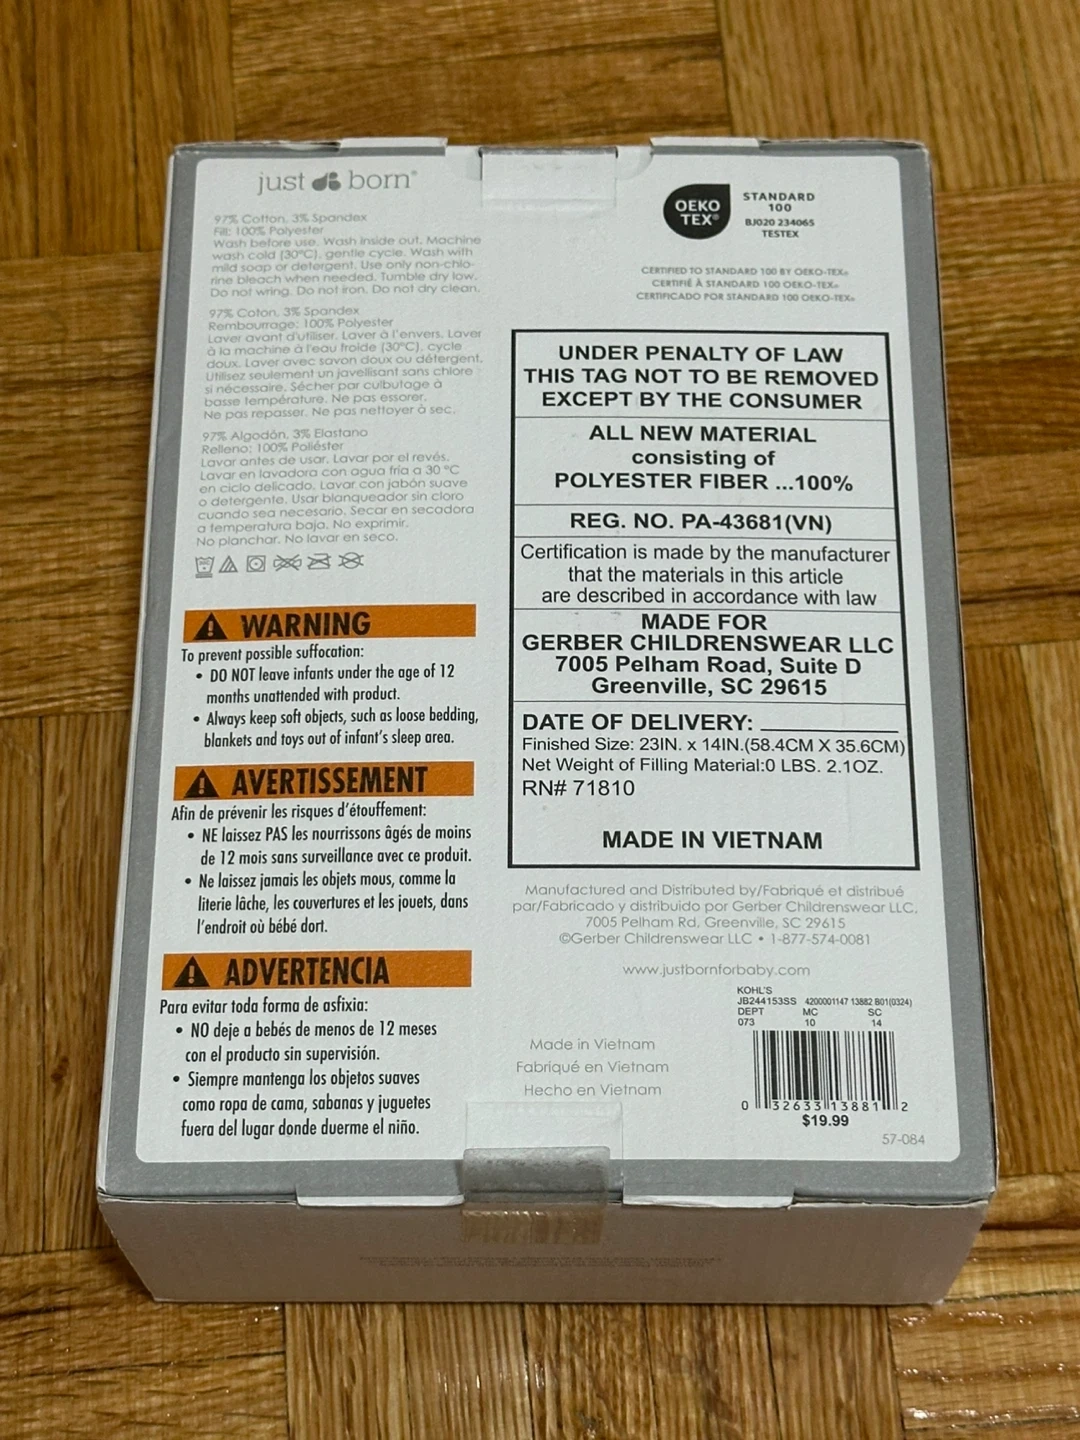 just born®
97% Cotton, 3% Spandex
Fill: 100% Polyester
Wash before use. Wash inside out. Machine
wash cold (30°C), gentle cycle. Wash with
mild soap or detergent. Use only non-chlo-
rine bleach when needed. Tumble dry low.
Do not wring. Do not iron. Do not dry clean.
97% Coton, 3% Spandex
Rembourrage: 100% Polyester
Laver avant d'utiliser. Laver à l'envers. Laver
à la machine à l'eau froide (30°C), cycle
doux. Laver avec savon doux ou détergent.
Utilisez seulement un javellisant sans chlore
si nécessaire. Sécher par culbutage à
basse température. Ne pas essorer.
Ne pas repasser. Ne pas nettoyer à sec.
97% Algodón, 3% Elastano
Relleno: 100% Poliéster
Lavar antes de usar. Lavar por el revés.
Lavar en lavadora con agua fría a 30 °C
en ciclo delicado. Lavar con jabón suave
o detergente. Usar blanqueador sin cloro
cuando sea necesario. Secar en secadora
a temperatura baja. No exprimir.
No planchar. No lavar en seco.
WARNING
To prevent possible suffocation:
• DO NOT leave infants under the age of 12
months unattended with product.
• Always keep soft objects, such as loose bedding,
blankets and toys out of infant's sleep area.
AVERTISSEMENT
Afin de prévenir les risques d'étouffement:
• NE laissez PAS les nourrissons âgés de moins
de 12 mois sans surveillance avec ce produit.
• Ne laissez jamais les objets mous, comme la
literie lâche, les couvertures et les jouets, dans
l'endroit où bébé dort.
ADVERTENCIA
Para evitar toda forma de asfixia:
• NO deje a bebés de menos de 12 meses
con el producto sin supervisión.
• Siempre mantenga los objetos suaves
como ropa de cama, sabanas y juguetes
fuera del lugar donde duerme el niño.
OEKO
TEX®
STANDARD
100
BJ020 234065
TESTEX
CERTIFIED TO STANDARD 100 BY OEKO-TEX®
CERTIFIÉ À STANDARD 100 OEKO-TEX®
CERTIFICADO POR STANDARD 100 OEKO-TEX®
UNDER PENALTY OF LAW
THIS TAG NOT TO BE REMOVED
EXCEPT BY THE CONSUMER
ALL NEW MATERIAL
consisting of
POLYESTER FIBER ...100%
REG. NO. PA-43681(VN)
Certification is made by the manufacturer
that the materials in this article
are described in accordance with law
MADE FOR
GERBER CHILDRENSWEAR LLC
7005 Pelham Road, Suite D
Greenville, SC 29615
DATE OF DELIVERY: ____________
Finished Size: 23IN. x 14IN.(58.4CM X 35.6CM)
Net Weight of Filling Material:0 LBS. 2.1OZ.
RN# 71810
MADE IN VIETNAM
Manufactured and Distributed by/Fabriqué et distribué
par/Fabricado y distribuido por Gerber Childrenswear LLC,
7005 Pelham Rd, Greenville, SC 29615
©Gerber Childrenswear LLC • 1-877-574-0081
www.justbornforbaby.com
KOHL'S
JB244153SS 4200001147 13882 B01(0324)
DEPT MC SC
073 10 14
Made in Vietnam
Fabriqué en Vietnam
Hecho en Vietnam
0 32633 13881 2
$19.99
57-084